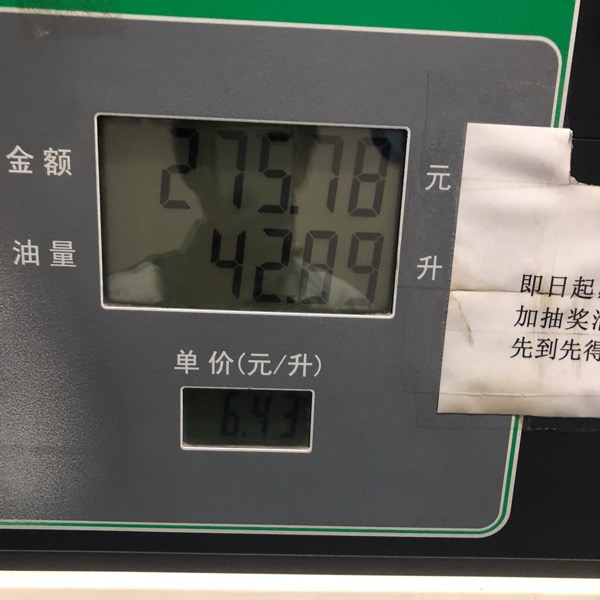 金额 275.78 元
油量 42.89 升
单价(元/升)
6.43
即日起
加抽奖
先到先得